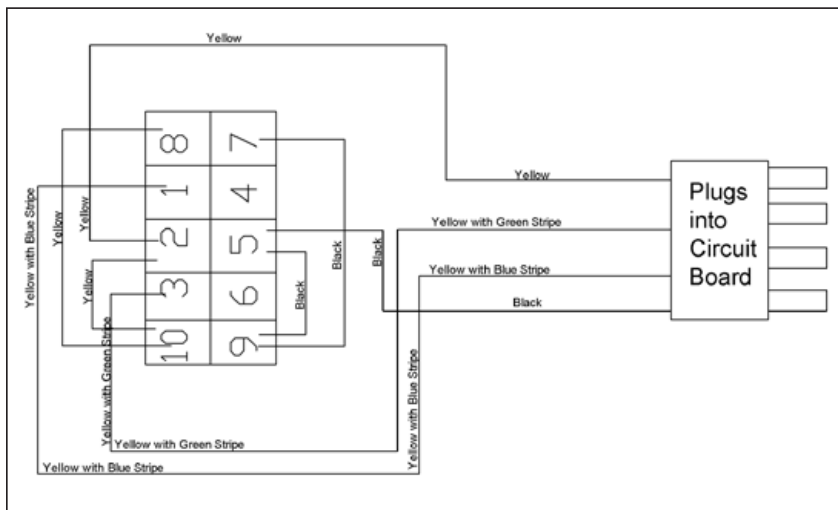 Yellow
8
7
Yellow
1
4
Plugs
into
Circuit
Board
Yellow with Blue Stripe
Yellow
Yellow
2
5
Black
Black
Yellow with Green Stripe
Yellow
3
6
Black
Yellow with Blue Stripe
Black
10
9
Yellow with Green Stripe
Yellow with Blue Stripe
Yellow with Green Stripe
Yellow with Blue Stripe